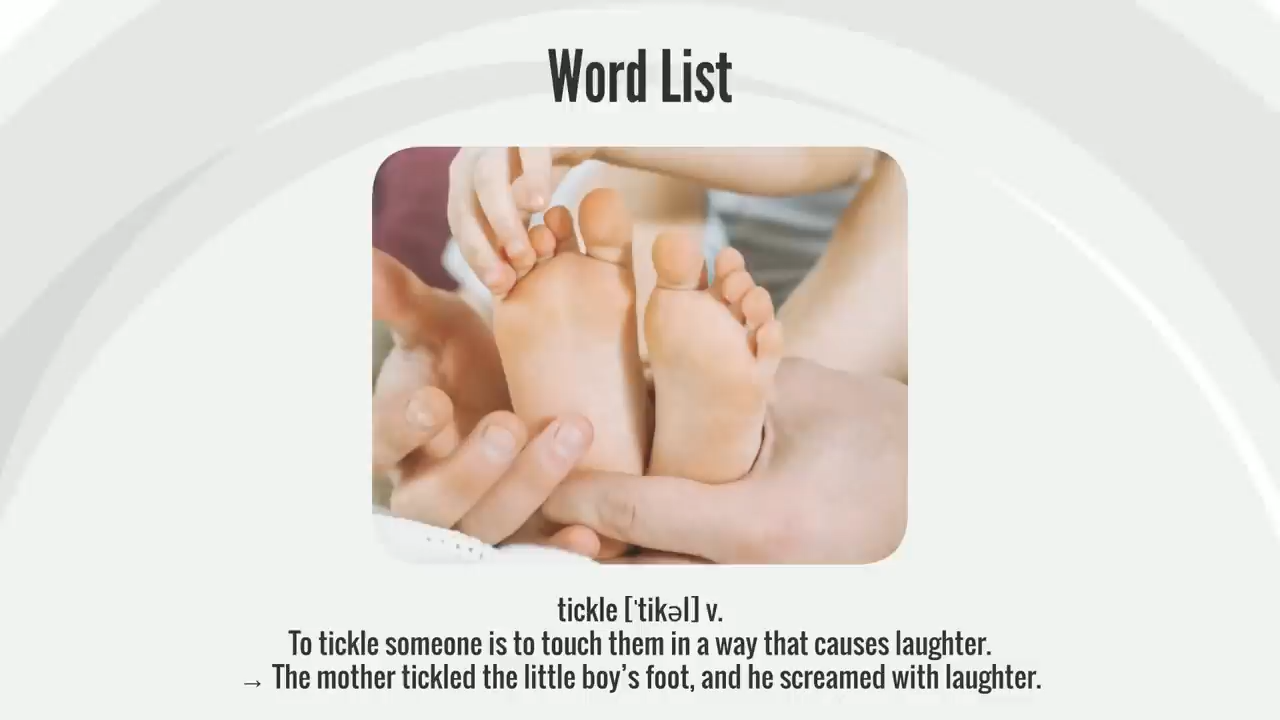 Word List
tickle [ˈtikəl] v.
To tickle someone is to touch them in a way that causes laughter.
→ The mother tickled the little boy’s foot, and he screamed with laughter.